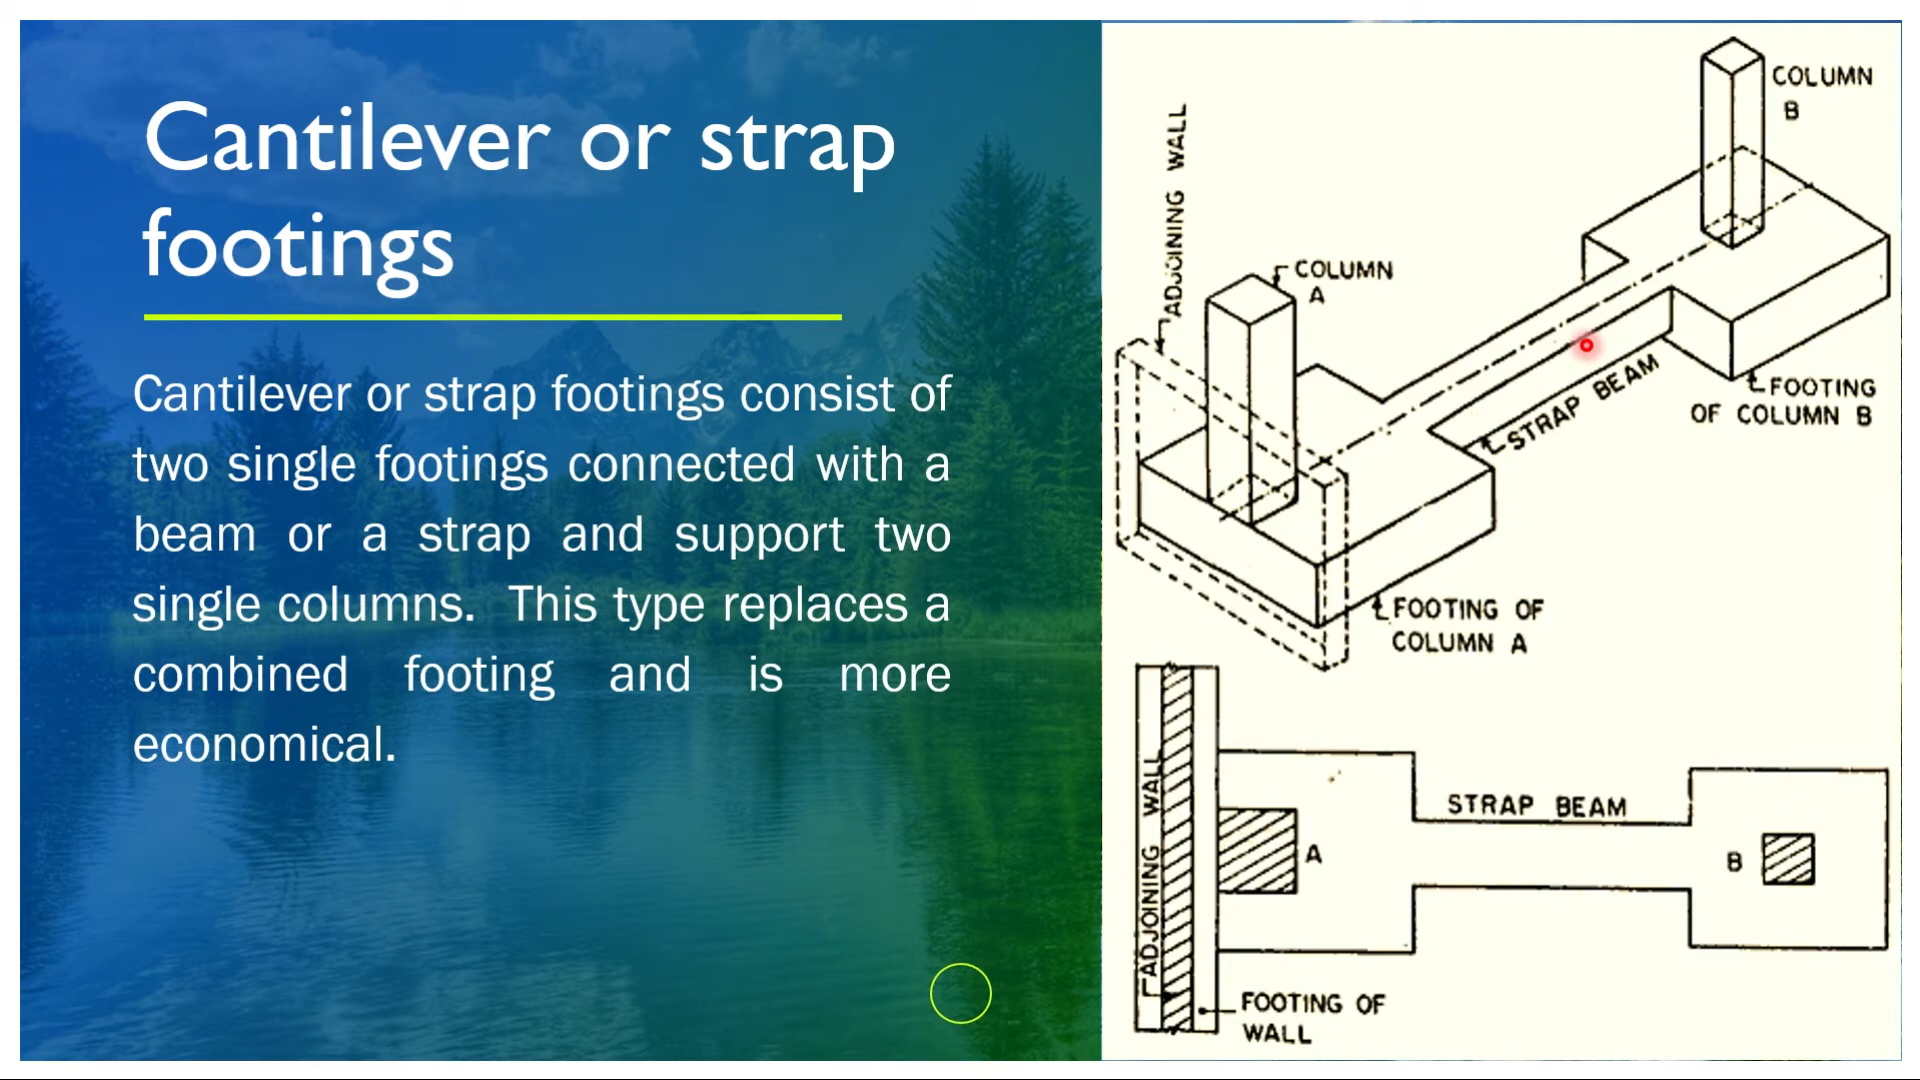 Cantilever or strap
footings
Cantilever or strap footings consist of
two single footings connected with a
beam or a strap and support two
single columns. This type replaces a
combined footing and is more
economical.
COLUMN
B
ADJOINING WALL
COLUMN
A
STRAP BEAM
FOOTING
OF COLUMN B
FOOTING OF
COLUMN A
ADJOINING WALL
STRAP BEAM
A
B
FOOTING OF
WALL